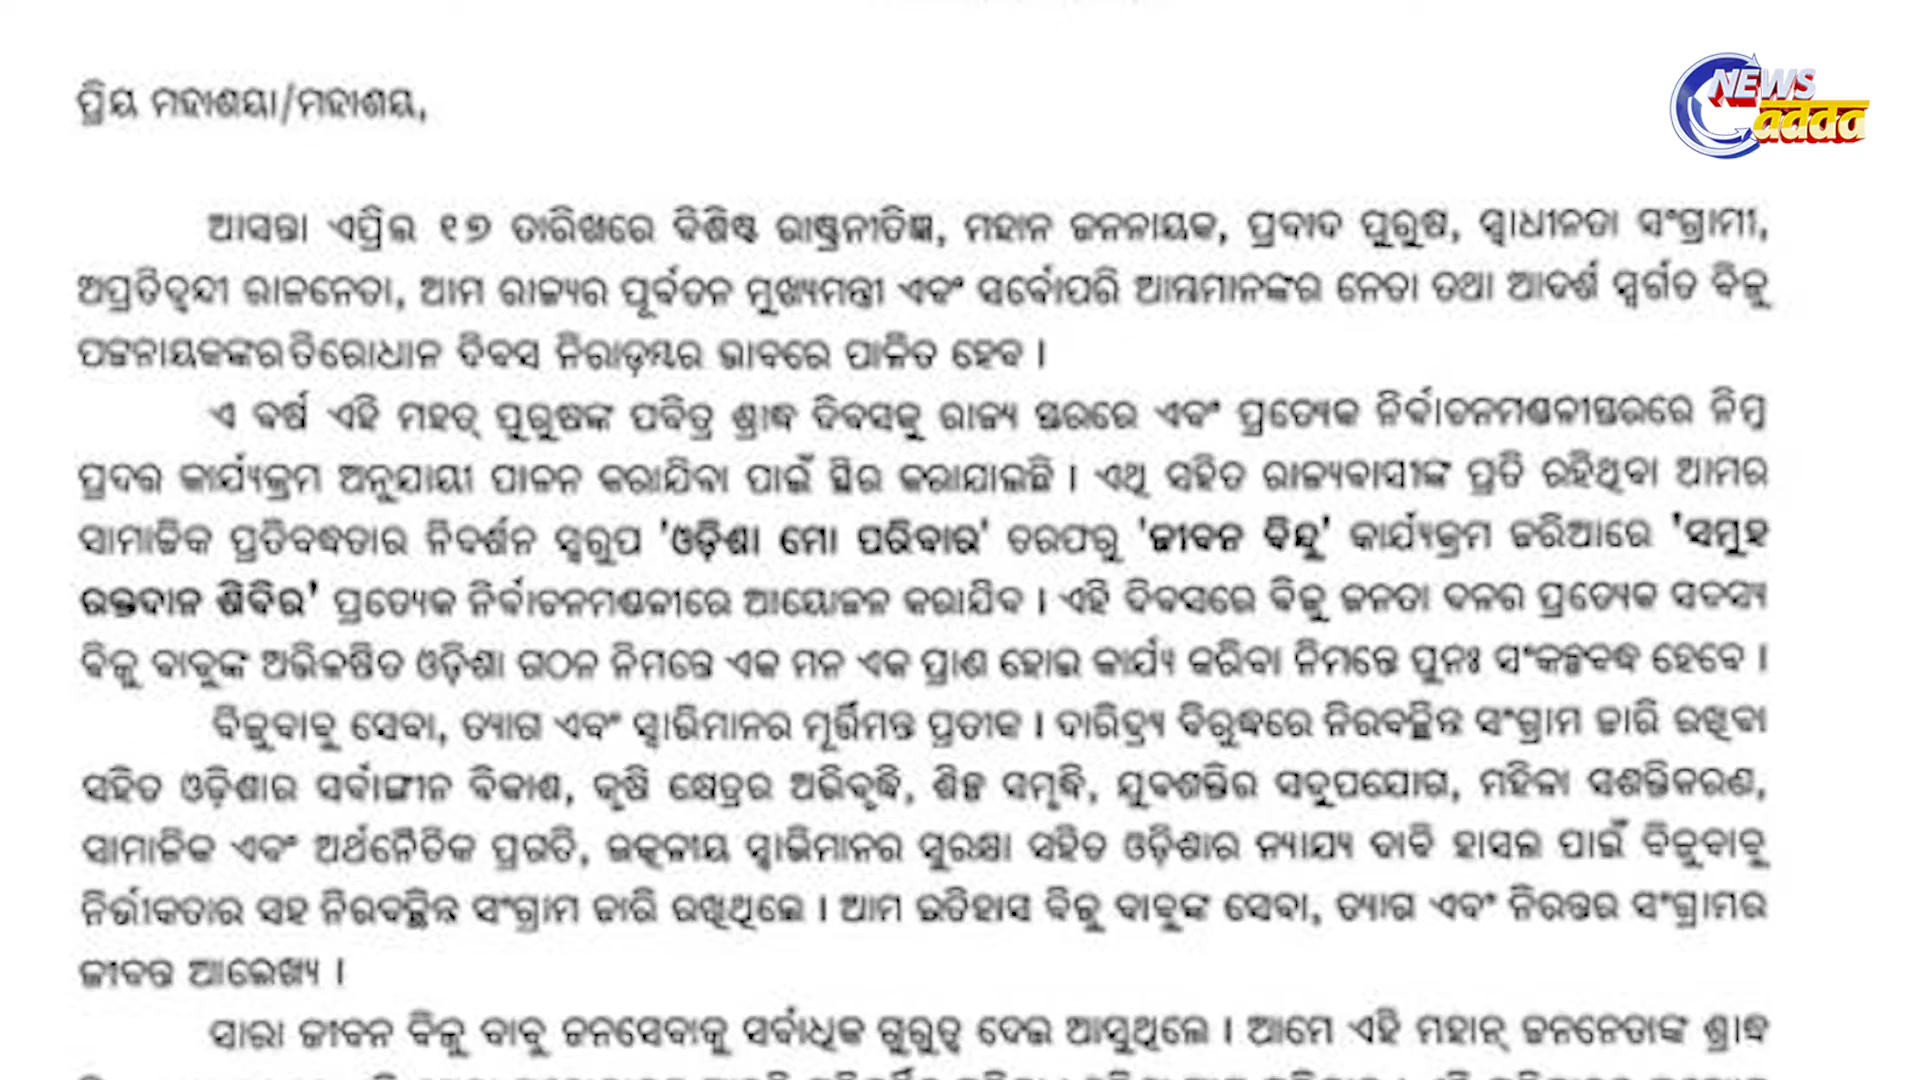 ପ୍ରିୟ ମହାଶୟା/ମହାଶୟ,
NEWS
adda
ଆସନ୍ତା ଏପ୍ରିଲ ୧୭ ତାରିଖରେ ବିଶିଷ୍ଟ ରାଷ୍ଟ୍ରନୀତିଜ୍ଞ, ମହାନ ଜନନାୟକ, ପ୍ରବାଦ ପୁରୁଷ, ସ୍ୱାଧୀନତା ସଂଗ୍ରାମୀ,
ଅପ୍ରତିଦ୍ୱନ୍ଦୀ ରାଜନେତା, ଆମ ରାଜ୍ୟର ପୂର୍ବତନ ମୁଖ୍ୟମନ୍ତ୍ରୀ ଏବଂ ସର୍ବୋପରି ଆମ୍ଭମାନଙ୍କର ନେତା ତଥା ଆଦର୍ଶ ସ୍ୱର୍ଗତ ବିଜୁ
ପଟ୍ଟନାୟକଙ୍କର ତିରୋଧାନ ଦିବସ ନିରାଡ଼ମ୍ବର ଭାବରେ ପାଳିତ ହେବ ।
ଏ ବର୍ଷ ଏହି ମହତ୍ ପୁରୁଷଙ୍କ ପବିତ୍ର ଶ୍ରାଦ୍ଧ ଦିବସକୁ ରାଜ୍ୟ ସ୍ତରରେ ଏବଂ ପ୍ରତ୍ୟେକ ନିର୍ବାଚନମଣ୍ଡଳୀସ୍ତରରେ ନିମ୍ନ
ପ୍ରଦତ୍ତ କାର୍ଯ୍ୟକ୍ରମ ଅନୁଯାୟୀ ପାଳନ କରାଯିବା ପାଇଁ ସ୍ଥିର କରାଯାଇଛି । ଏଥି ସହିତ ରାଜ୍ୟବାସୀଙ୍କ ପ୍ରତି ରହିଥିବା ଆମର
ସାମାଜିକ ପ୍ରତିବଦ୍ଧତାର ନିଦର୍ଶନ ସ୍ୱରୁପ 'ଓଡ଼ିଶା ମୋ ପରିବାର' ତରଫରୁ 'ଜୀବନ ବିନ୍ଦୁ' କାର୍ଯ୍ୟକ୍ରମ ଜରିଆରେ 'ସମୂହ
ରକ୍ତଦାନ ଶିବିର' ପ୍ରତ୍ୟେକ ନିର୍ବାଚନମଣ୍ଡଳୀରେ ଆୟୋଜନ କରାଯିବ । ଏହି ଦିବସରେ ବିଜୁ ଜନତା ଦଳର ପ୍ରତ୍ୟେକ ସଦସ୍ୟ
ବିଜୁ ବାବୁଙ୍କ ଅଭିଳଷିତ ଓଡ଼ିଶା ଗଠନ ନିମନ୍ତେ ଏକ ମନ ଏକ ପ୍ରାଣ ହୋଇ କାର୍ଯ୍ୟ କରିବା ନିମନ୍ତେ ପୁନଃ ସଂକଳ୍ପବଦ୍ଧ ହେବେ ।
ବିଜୁବାବୁ ସେବା, ତ୍ୟାଗ ଏବଂ ସ୍ୱାଭିମାନର ମୂର୍ତ୍ତିମନ୍ତ ପ୍ରତୀକ । ଦାରିଦ୍ର୍ୟ ବିରୁଦ୍ଧରେ ନିରବଚ୍ଛିନ୍ନ ସଂଗ୍ରାମ ଜାରି ରଖିବା
ସହିତ ଓଡ଼ିଶାର ସର୍ବାଙ୍ଗୀନ ବିକାଶ, କୃଷି କ୍ଷେତ୍ରର ଅଭିବୃଦ୍ଧି, ଶିଳ୍ପ ସମୃଦ୍ଧି, ଯୁବଶକ୍ତିର ସଦୁପଯୋଗ, ମହିଳା ସଶକ୍ତିକରଣ,
ସାମାଜିକ ଏବଂ ଅର୍ଥନୈତିକ ପ୍ରଗତି, ଉତ୍କଳୀୟ ସ୍ୱାଭିମାନର ସୁରକ୍ଷା ସହିତ ଓଡ଼ିଶାର ନ୍ୟାଯ୍ୟ ଦାବି ହାସଲ ପାଇଁ ବିଜୁବାବୁ
ନିର୍ଭୀକତାର ସହ ନିରବଚ୍ଛିନ୍ନ ସଂଗ୍ରାମ ଜାରି ରଖିଥିଲେ । ଆମ ଇତିହାସ ବିଜୁ ବାବୁଙ୍କ ସେବା, ତ୍ୟାଗ ଏବଂ ନିରନ୍ତର ସଂଗ୍ରାମର
ଜୀବନ୍ତ ଆଲେଖ୍ୟ ।
ସାରା ଜୀବନ ବିଜୁ ବାବୁ ଜନସେବାକୁ ସର୍ବାଧିକ ଗୁରୁତ୍ୱ ଦେଇ ଆସୁଥିଲେ । ଆମେ ଏହି ମହାନ୍ ଜନନେତାଙ୍କ ଶ୍ରାଦ୍ଧ